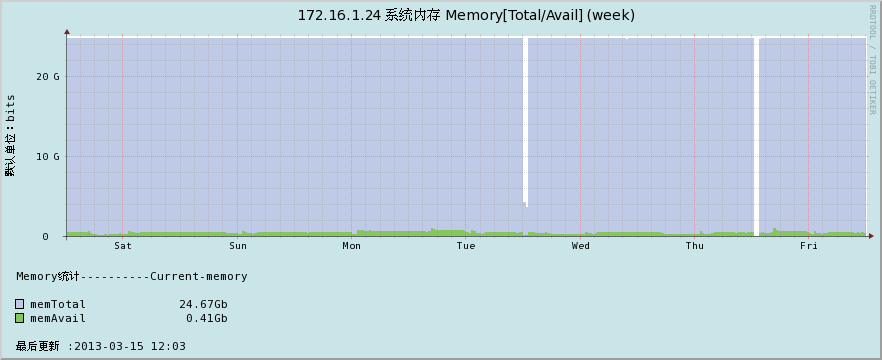 172.16.1.24 系统内存 Memory[Total/Avail] (week)
RRDTOOL / TOBI OETIKER
默认单位：bits
20 G
10 G
0
Sat Sun Mon Tue Wed Thu Fri
Memory统计----------Current-memory
memTotal 24.67Gb
memAvail 0.41Gb
最后更新 :2013-03-15 12:03